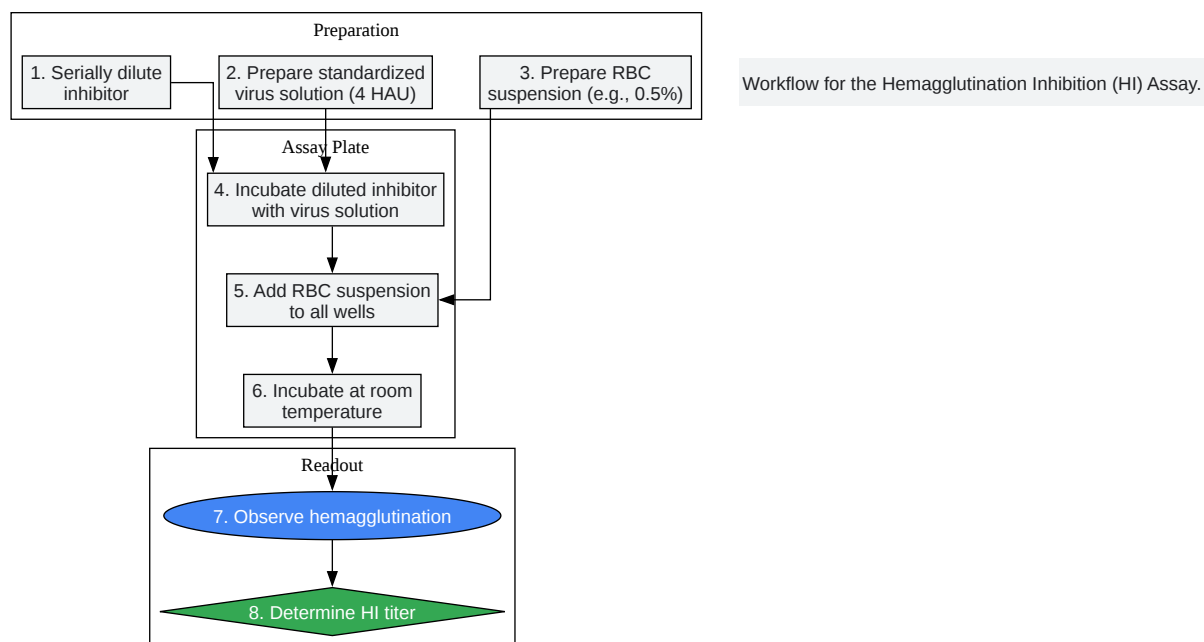 Preparation
1. Serially dilute
inhibitor
2. Prepare standardized
virus solution (4 HAU)
3. Prepare RBC
suspension (e.g., 0.5%)
Workflow for the Hemagglutination Inhibition (HI) Assay.
Assay Plate
4. Incubate diluted inhibitor
with virus solution
5. Add RBC suspension
to all wells
6. Incubate at room
temperature
Readout
7. Observe hemagglutination
8. Determine HI titer